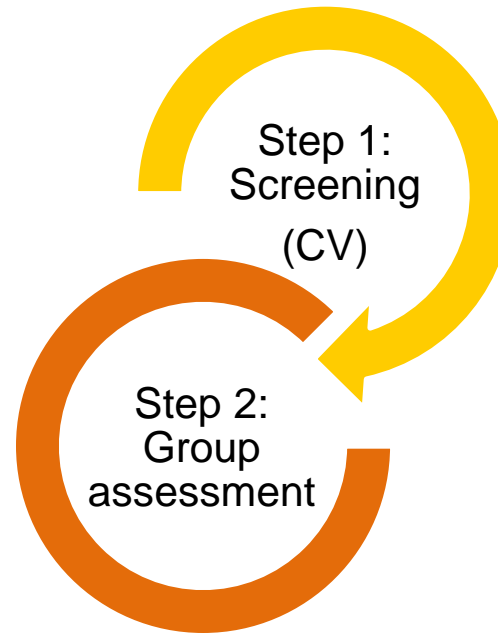 Step 1:
Screening
(CV)
Step 2:
Group
assessment